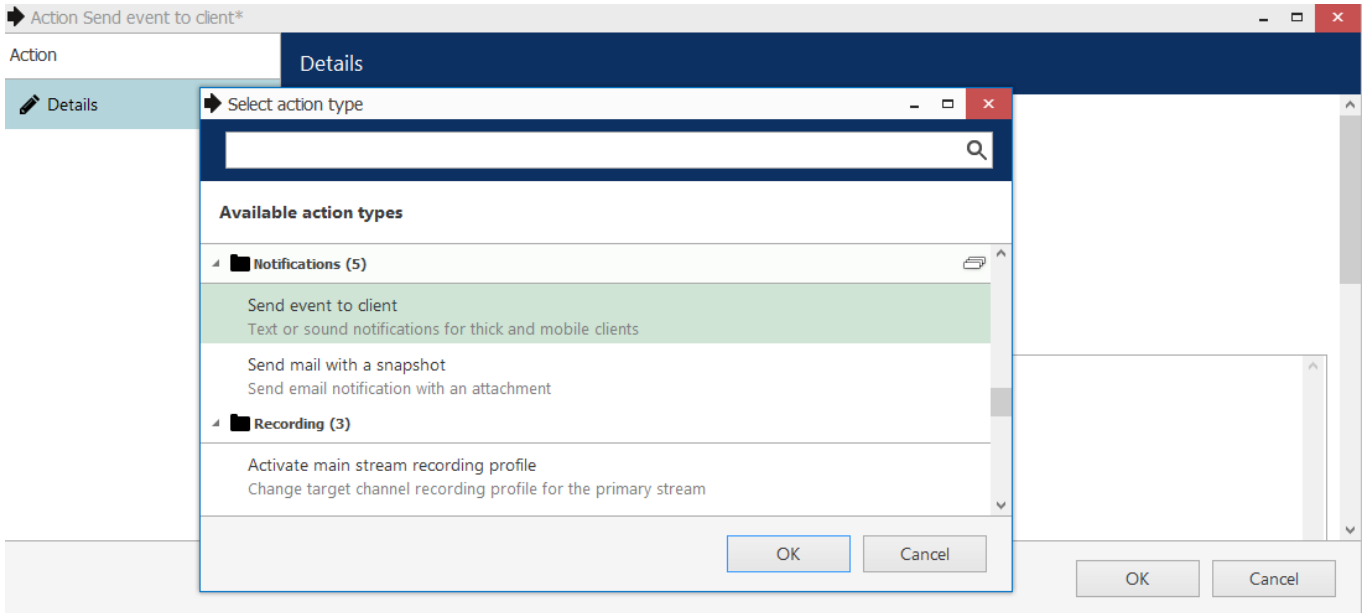 Action Send event to client*
Action
Details
Details
Select action type
Available action types
Notifications (5)
Send event to client
Text or sound notifications for thick and mobile clients
Send mail with a snapshot
Send email notification with an attachment
Recording (3)
Activate main stream recording profile
Change target channel recording profile for the primary stream
OK Cancel
OK Cancel